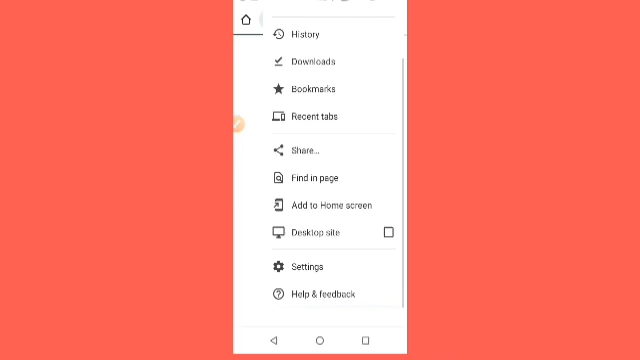 History
Downloads
Bookmarks
Recent tabs
Share...
Find in page
Add to Home screen
Desktop site
Settings
Help & feedback